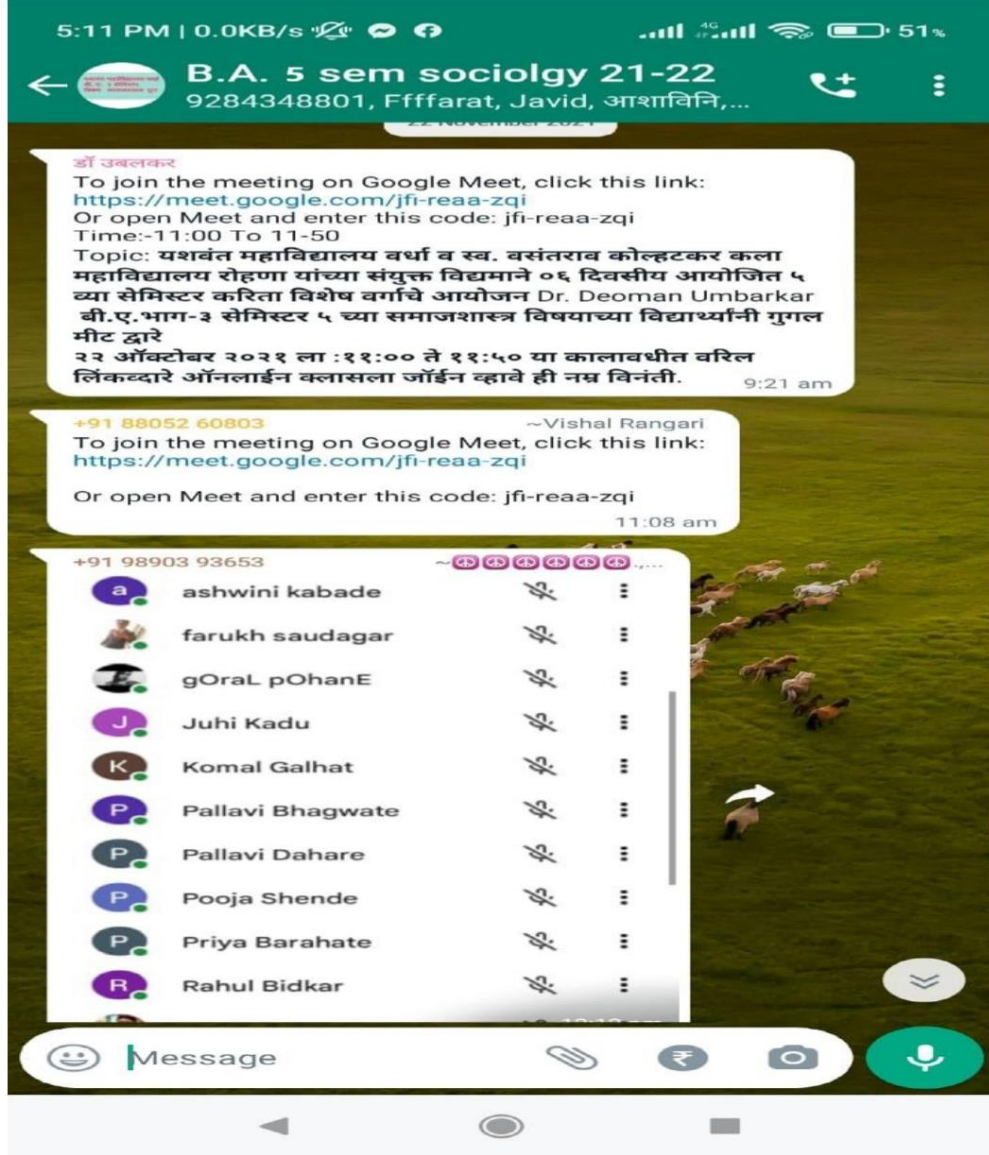 5:11 PM | 0.0KB/s 4G 51%
B.A. 5 sem sociolgy 21-22
9284348801, Ffffarat, Javid, आशाविनि,...
डॉ उबलकर
To join the meeting on Google Meet, click this link:
https://meet.google.com/jfi-reaa-zqi
Or open Meet and enter this code: jfi-reaa-zqi
Time:-11:00 To 11-50
Topic: यशवंत महाविद्यालय वर्धा व स्व. वसंतराव कोल्हटकर कला
महाविद्यालय रोहणा यांच्या संयुक्त विद्यमाने ०६ दिवसीय आयोजित ५
व्या सेमिस्टर करिता विशेष वर्गाचे आयोजन Dr. Deoman Umbarkar
बी.ए.भाग-३ सेमिस्टर ५ च्या समाजशास्त्र विषयाच्या विद्यार्थ्यांनी गुगल
मीट द्वारे
२२ ऑक्टोबर २०२१ ला :११:०० ते ११:५० या कालावधीत वरिल
लिंकव्दारे ऑनलाईन क्लासला जॉईन व्हावे ही नम्र विनंती.
9:21 am
+91 88052 60803 ~Vishal Rangari
To join the meeting on Google Meet, click this link:
https://meet.google.com/jfi-reaa-zqi
Or open Meet and enter this code: jfi-reaa-zqi
11:08 am
+91 98903 93653 ~☮☮☮☮☮☮.,...
a ashwini kabade
farukh saudagar
gOraL pOhanE
J Juhi Kadu
K Komal Galhat
P Pallavi Bhagwate
P Pallavi Dahare
P Pooja Shende
P Priya Barahate
R Rahul Bidkar
Message